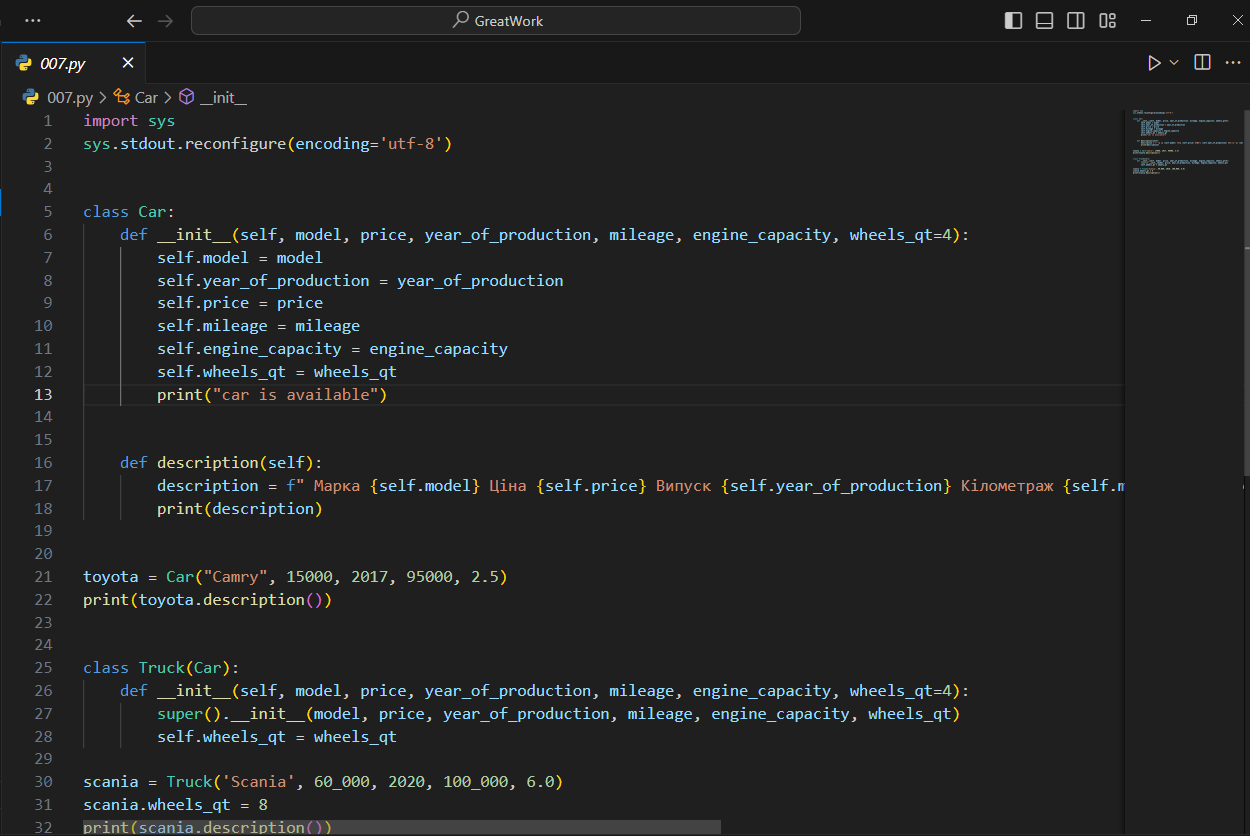 GreatWork
007.py
007.py > Car > __init__
1 import sys
2 sys.stdout.reconfigure(encoding='utf-8')
3
4
5 class Car:
6     def __init__(self, model, price, year_of_production, mileage, engine_capacity, wheels_qt=4):
7         self.model = model
8         self.year_of_production = year_of_production
9         self.price = price
10         self.mileage = mileage
11         self.engine_capacity = engine_capacity
12         self.wheels_qt = wheels_qt
13         print("car is available")
14
15
16     def description(self):
17         description = f" Марка {self.model} Ціна {self.price} Випуск {self.year_of_production} Кілометраж {self.m
18         print(description)
19
20
21 toyota = Car("Camry", 15000, 2017, 95000, 2.5)
22 print(toyota.description())
23
24
25 class Truck(Car):
26     def __init__(self, model, price, year_of_production, mileage, engine_capacity, wheels_qt=4):
27         super().__init__(model, price, year_of_production, mileage, engine_capacity, wheels_qt)
28         self.wheels_qt = wheels_qt
29
30 scania = Truck('Scania', 60_000, 2020, 100_000, 6.0)
31 scania.wheels_qt = 8
32 print(scania.description())